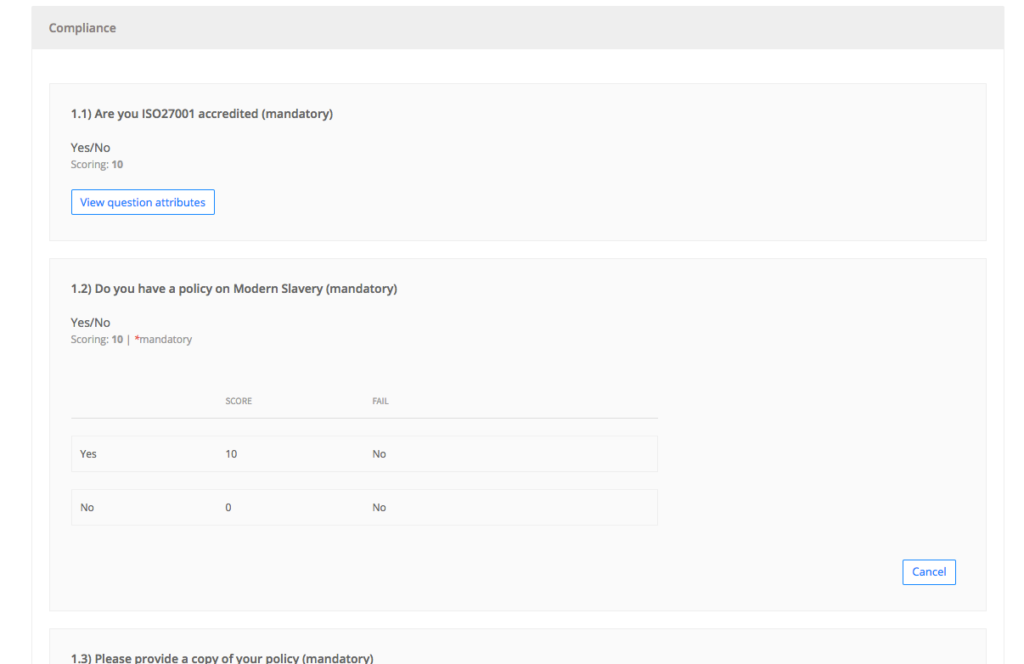 Compliance
1.1) Are you ISO27001 accredited (mandatory)
Yes/No
Scoring: 10
View question attributes
1.2) Do you have a policy on Modern Slavery (mandatory)
Yes/No
Scoring: 10 | *mandatory
SCORE FAIL
Yes 10 No
No 0 No
Cancel
1.3) Please provide a copy of your policy (mandatory)